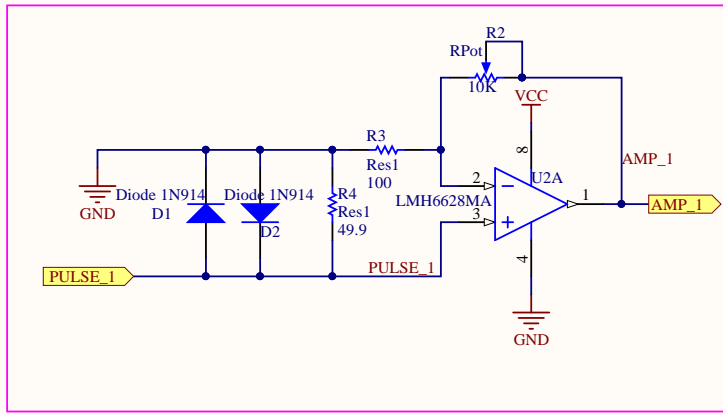 R2
RPot
10K
VCC
R3
8
AMP_1
Res1
100
2
U2A
Diode 1N914
Diode 1N914
R4
LMH6628MA
1
AMP_1
GND
D1
Res1
3
D2
49.9
PULSE_1
PULSE_1
4
GND